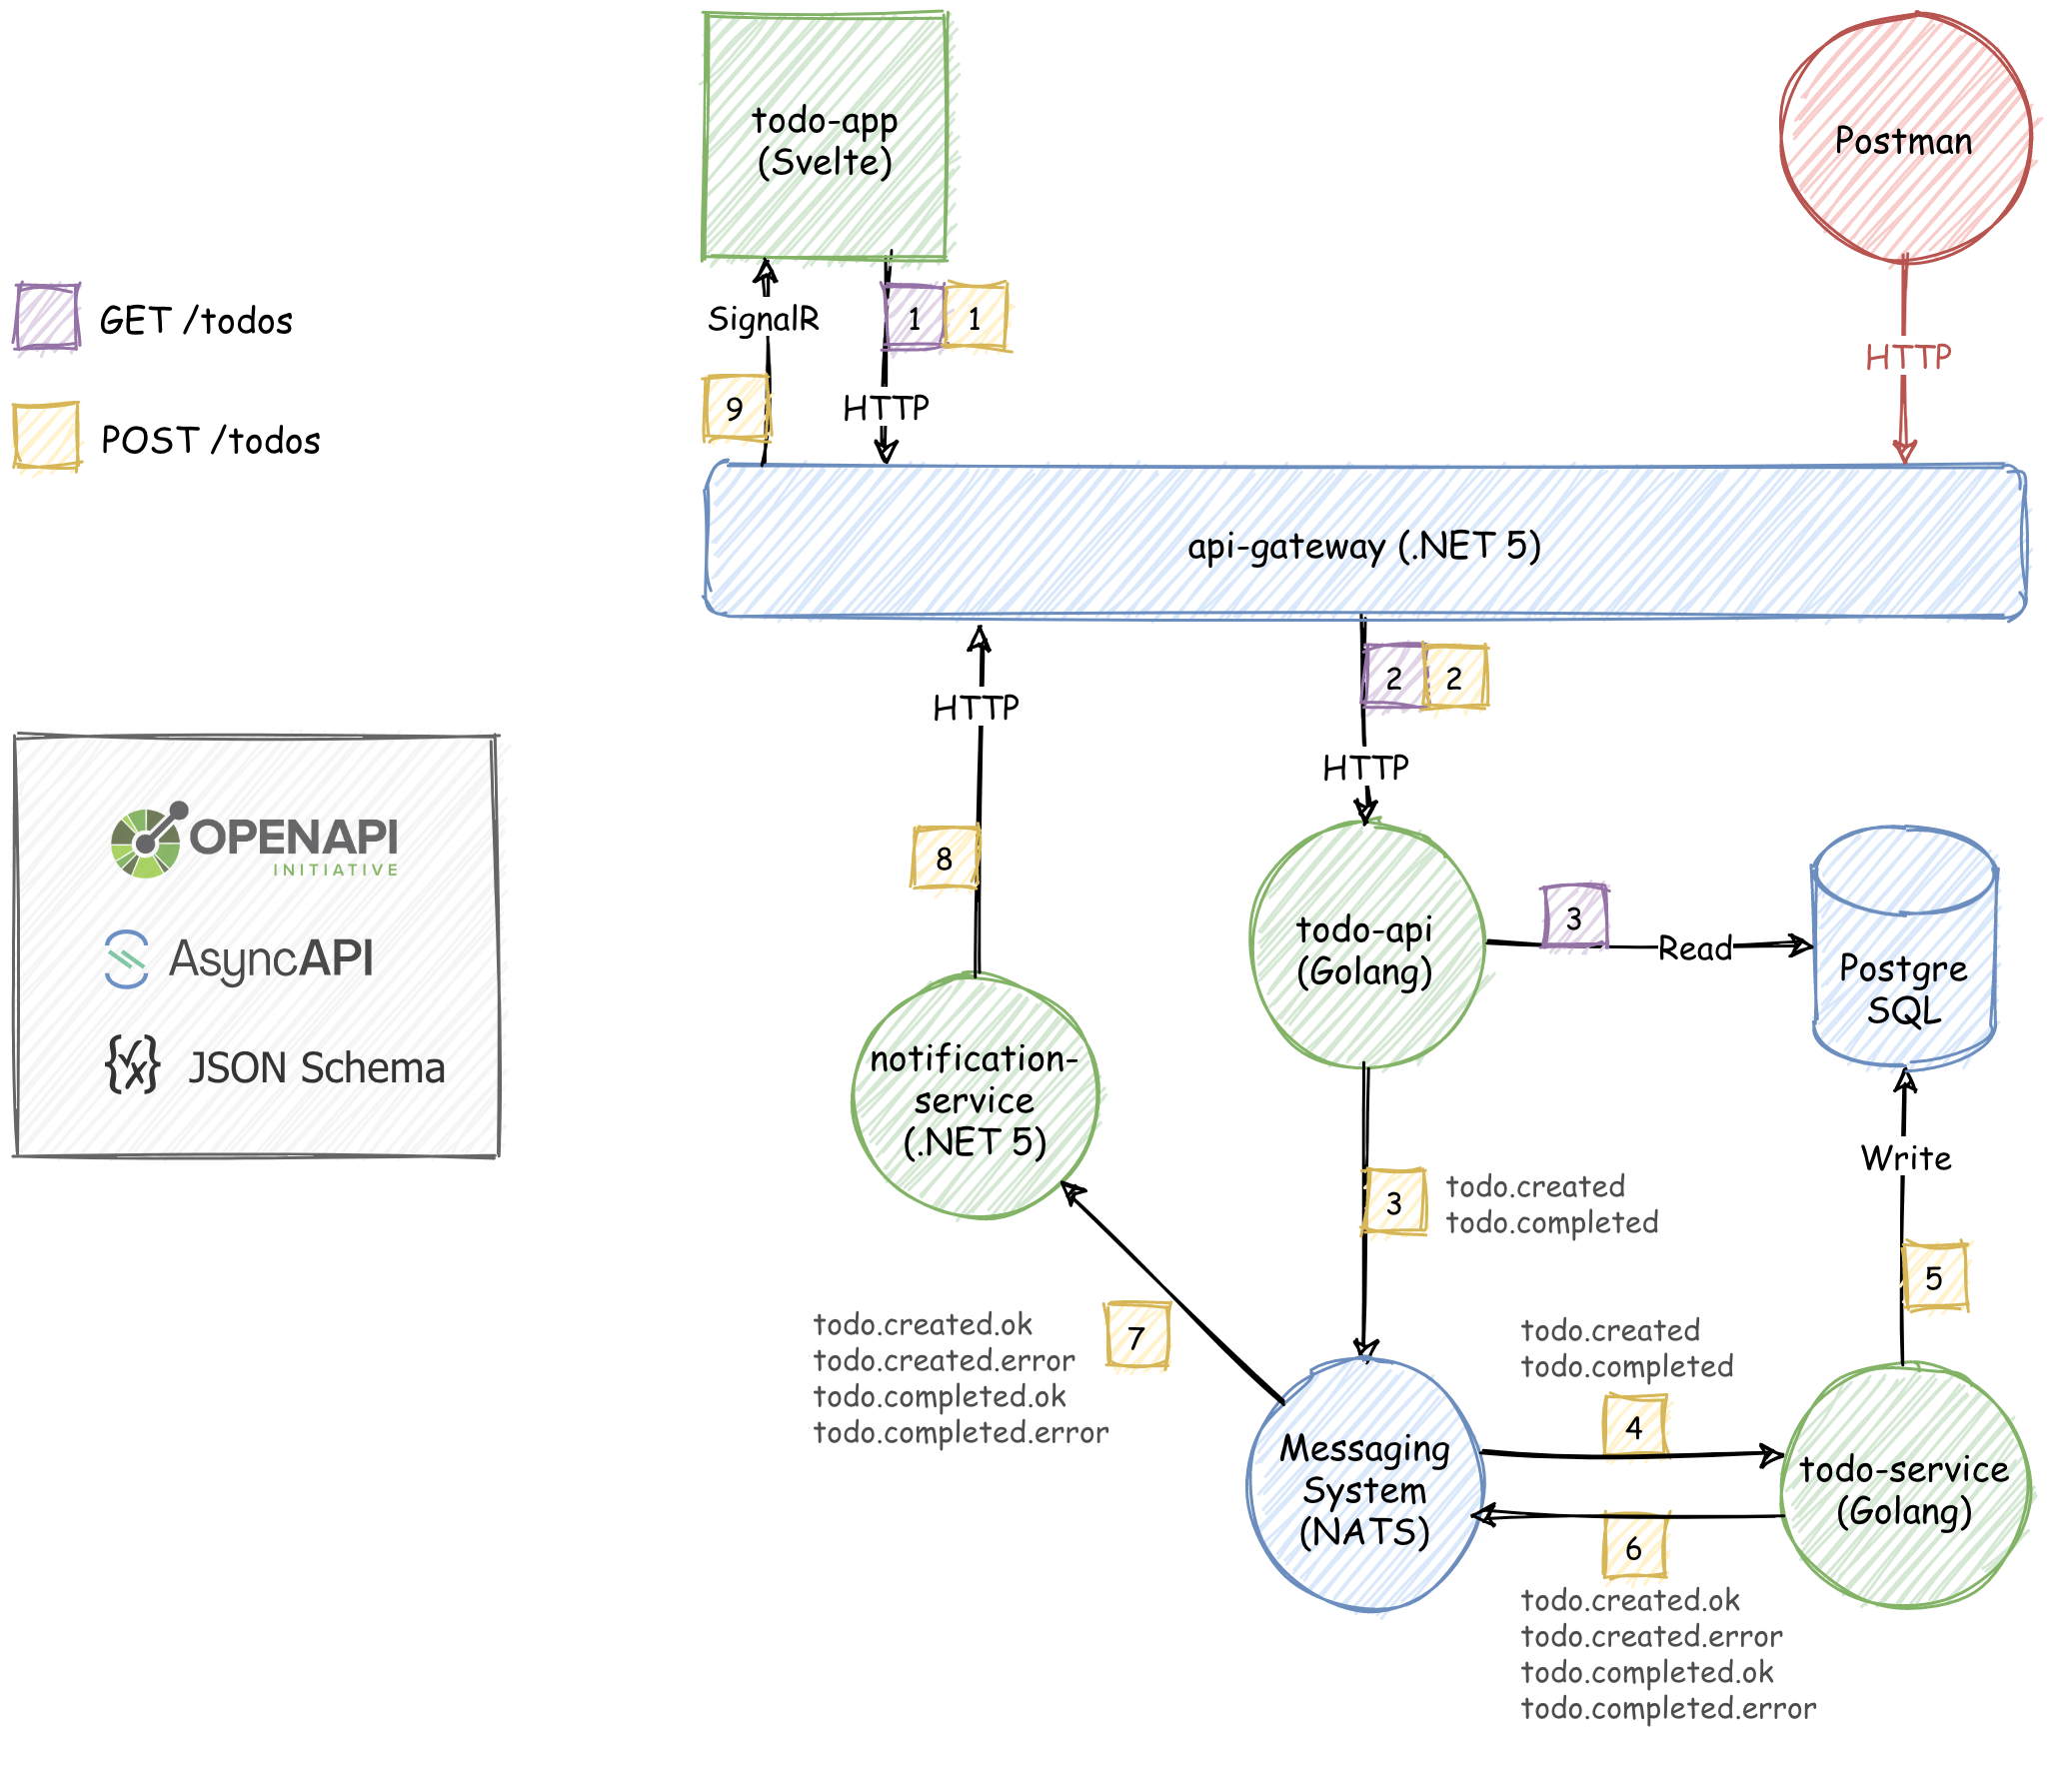 todo-app
(Svelte)
Postman
GET /todos
POST /todos
SignalR
1
1
9
HTTP
HTTP
api-gateway (.NET 5)
2
2
HTTP
HTTP
OPENAPI
INITIATIVE
AsyncAPI
{✓x} JSON Schema
8
todo-api
(Golang)
3
Read
Postgre
SQL
notification-
service
(.NET 5)
Write
3
todo.created
todo.completed
5
7
todo.created.ok
todo.created.error
todo.completed.ok
todo.completed.error
todo.created
todo.completed
4
Messaging
System
(NATS)
todo-service
(Golang)
6
todo.created.ok
todo.created.error
todo.completed.ok
todo.completed.error